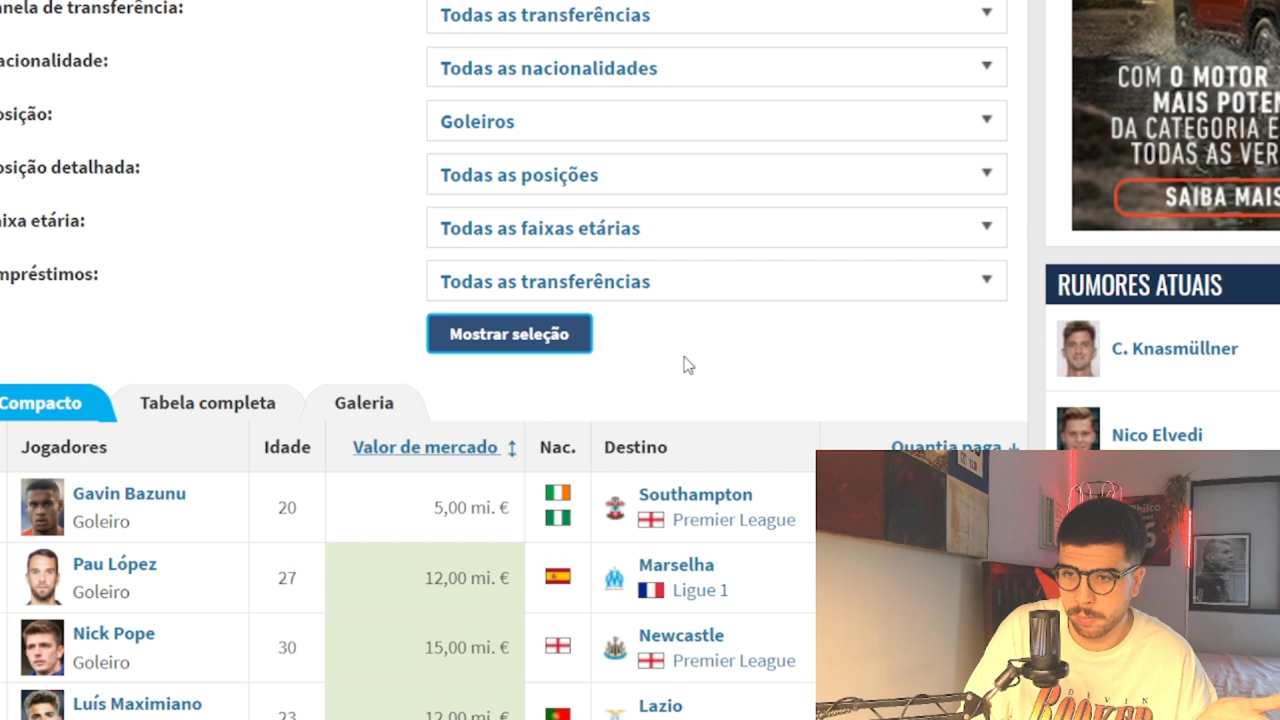 anela de transferência:
Todas as transferências
acionalidade:
Todas as nacionalidades
osição:
Goleiros
osição detalhada:
Todas as posições
aixa etária:
Todas as faixas etárias
mpréstimos:
Todas as transferências
Mostrar seleção
COM O MOTOR
MAIS POTEN
DA CATEGORIA E
TODAS AS VER
SAIBA MAIS
RUMORES ATUAIS
C. Knasmüllner
Nico Elvedi
Compacto
Tabela completa
Galeria
Jogadores
Idade
Valor de mercado
Nac.
Destino
Quantia paga
Gavin Bazunu
Goleiro
20
5,00 mi. €
Southampton
Premier League
Pau López
Goleiro
27
12,00 mi. €
Marselha
Ligue 1
Nick Pope
Goleiro
30
15,00 mi. €
Newcastle
Premier League
Luís Maximiano
23
12,00 mi. €
Lazio
DEVIN
BOOKER